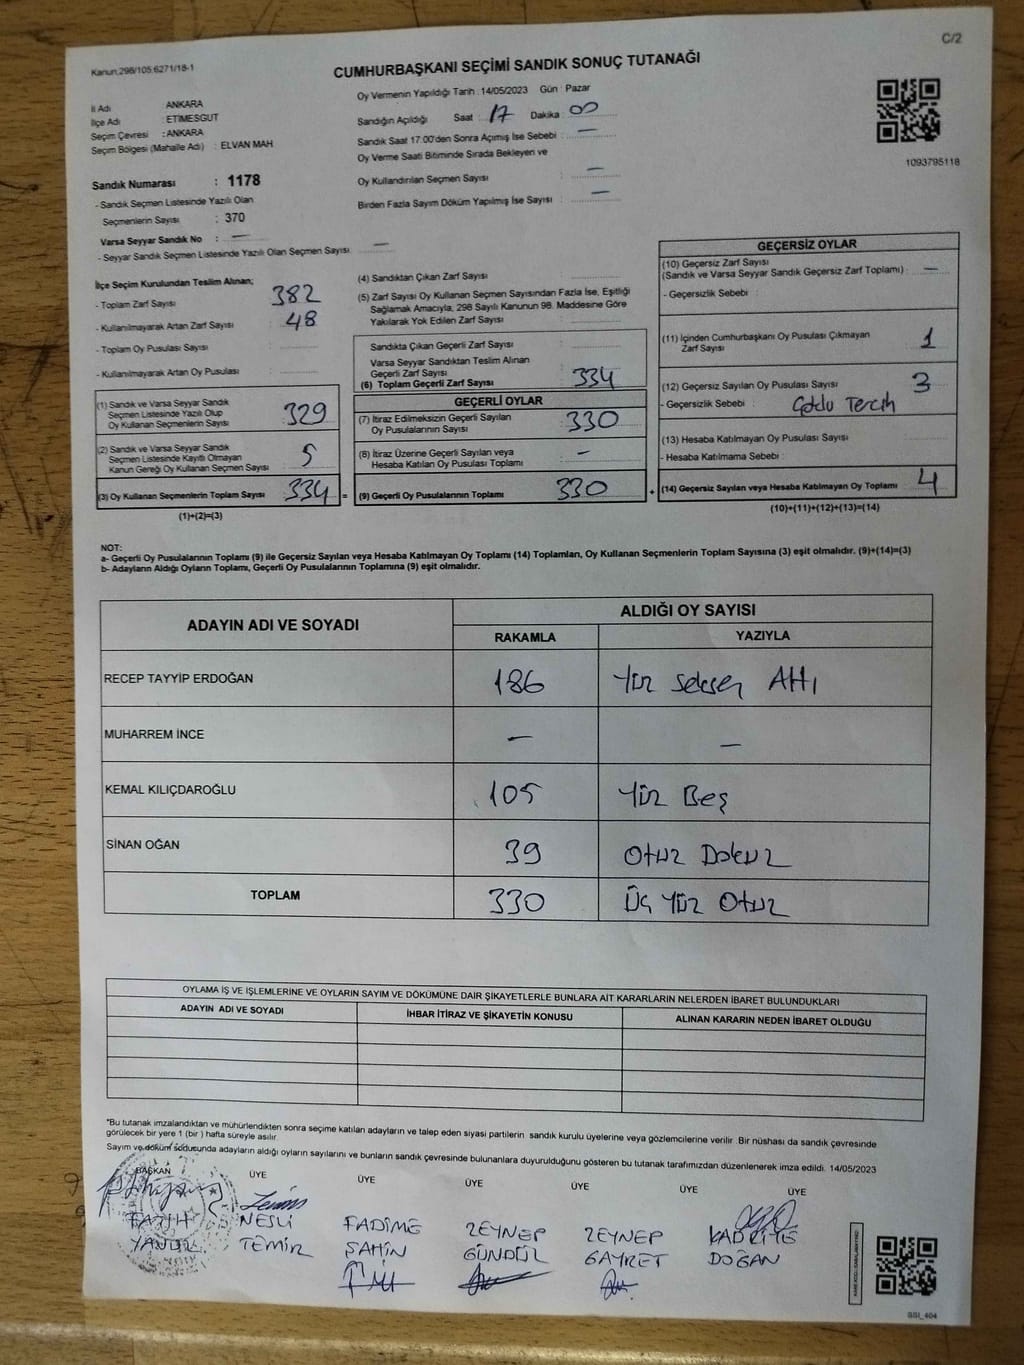 C/2
Kanun,298/105;6271/18-1
CUMHURBAŞKANI SEÇİMİ SANDIK SONUÇ TUTANAĞI
İl Adı : ANKARA
İlçe Adı : ETİMESGUT
Seçim Çevresi : ANKARA
Seçim Bölgesi (Mahalle Adı) : ELVAN MAH
Sandık Numarası : 1178
- Sandık Seçmen Listesinde Yazılı Olan
Seçmenlerin Sayısı : 370
Varsa Seyyar Sandık No : —
- Seyyar Sandık Seçmen Listesinde Yazılı Olan Seçmen Sayısı : —
Oy Vermenin Yapıldığı Tarih : 14/05/2023 Gün : Pazar
Sandığın Açıldığı Saat : 17 Dakika : 00
Sandık Saat 17.00'den Sonra Açımış İse Sebebi : —
Oy Verme Saati Bitiminde Sırada Bekleyen ve
Oy Kullandırılan Seçmen Sayısı : —
Birden Fazla Sayım Döküm Yapılmış İse Sayısı : —
1093795118
İlçe Seçim Kurulundan Teslim Alınan;
- Toplam Zarf Sayısı : 382
- Kullanılmayarak Artan Zarf Sayısı : 48
- Toplam Oy Pusulası Sayısı :
- Kullanılmayarak Artan Oy Pusulası :
(1) Sandık ve Varsa Seyyar Sandık
Seçmen Listesinde Yazılı Olup
Oy Kullanan Seçmenlerin Sayısı : 329
(2) Sandık ve Varsa Seyyar Sandık
Seçmen Listesinde Kayıtlı Olmayan
Kanun Gereği Oy Kullanan Seçmen Sayısı : 5
(3) Oy Kullanan Seçmenlerin Toplam Sayısı : 334 =
(1)+(2)=(3)
(4) Sandıktan Çıkan Zarf Sayısı :
(5) Zarf Sayısı Oy Kullanan Seçmen Sayısından Fazla İse, Eşitliği
Sağlamak Amacıyla, 298 Sayılı Kanunun 98. Maddesine Göre
Yakılarak Yok Edilen Zarf Sayısı :
Sandıkta Çıkan Geçerli Zarf Sayısı :
Varsa Seyyar Sandıktan Teslim Alınan
Geçerli Zarf Sayısı :
(6) Toplam Geçerli Zarf Sayısı : 334
GEÇERLİ OYLAR
(7) İtiraz Edilmeksizin Geçerli Sayılan
Oy Pusulalarının Sayısı : 330
(8) İtiraz Üzerine Geçerli Sayılan veya
Hesaba Katılan Oy Pusulası Toplamı : —
(9) Geçerli Oy Pusulalarının Toplamı : 330 +
GEÇERSİZ OYLAR
(10) Geçersiz Zarf Sayısı
(Sandık ve Varsa Seyyar Sandık Geçersiz Zarf Toplamı) : —
- Geçersizlik Sebebi :
(11) İçinden Cumhurbaşkanı Oy Pusulası Çıkmayan
Zarf Sayısı : 1
(12) Geçersiz Sayılan Oy Pusulası Sayısı : 3
- Geçersizlik Sebebi : Çoklu Tercih
(13) Hesaba Katılmayan Oy Pusulası Sayısı :
- Hesaba Katılmama Sebebi :
(14) Geçersiz Sayılan veya Hesaba Katılmayan Oy Toplamı : 4
(10)+(11)+(12)+(13)=(14)
NOT:
a- Geçerli Oy Pusulalarının Toplamı (9) ile Geçersiz Sayılan veya Hesaba Katılmayan Oy Toplamı (14) Toplamları, Oy Kullanan Seçmenlerin Toplam Sayısına (3) eşit olmalıdır. (9)+(14)=(3)
b- Adayların Aldığı Oyların Toplamı, Geçerli Oy Pusulalarının Toplamına (9) eşit olmalıdır.
ADAYIN ADI VE SOYADI ALDIĞI OY SAYISI
RAKAMLA YAZIYLA
RECEP TAYYİP ERDOĞAN 186 Yüz Seksen Altı
MUHARREM İNCE — —
KEMAL KILIÇDAROĞLU 105 Yüz Beş
SİNAN OĞAN 39 Otuz Dokuz
TOPLAM 330 Üç Yüz Otuz
OYLAMA İŞ VE İŞLEMLERİNE VE OYLARIN SAYIM VE DÖKÜMÜNE DAİR ŞİKAYETLERLE BUNLARA AİT KARARLARIN NELERDEN İBARET BULUNDUKLARI
ADAYIN ADI VE SOYADI İHBAR İTİRAZ VE ŞİKAYETİN KONUSU ALINAN KARARIN NEDEN İBARET OLDUĞU
*Bu tutanak imzalandıktan ve mühürlendikten sonra seçime katılan adayların ve talep eden siyasi partilerin sandık kurulu üyelerine veya gözlemcilerine verilir. Bir nüshası da sandık çevresinde
görülecek bir yere 1 (bir ) hafta süreyle asılır.
Sayım ve döküm sonucunda adayların aldığı oyların sayılarını ve bunların sandık çevresinde bulunanlara duyurulduğunu gösteren bu tutanak tarafımızdan düzenlenerek imza edildi. 14/05/2023
BAŞKAN ÜYE ÜYE ÜYE ÜYE ÜYE ÜYE
FATİH NESLİ FADİME ZEYNEP ZEYNEP KADRİYE
TEMİR ŞAHİN GÜNDÜL GAYRET DOĞAN